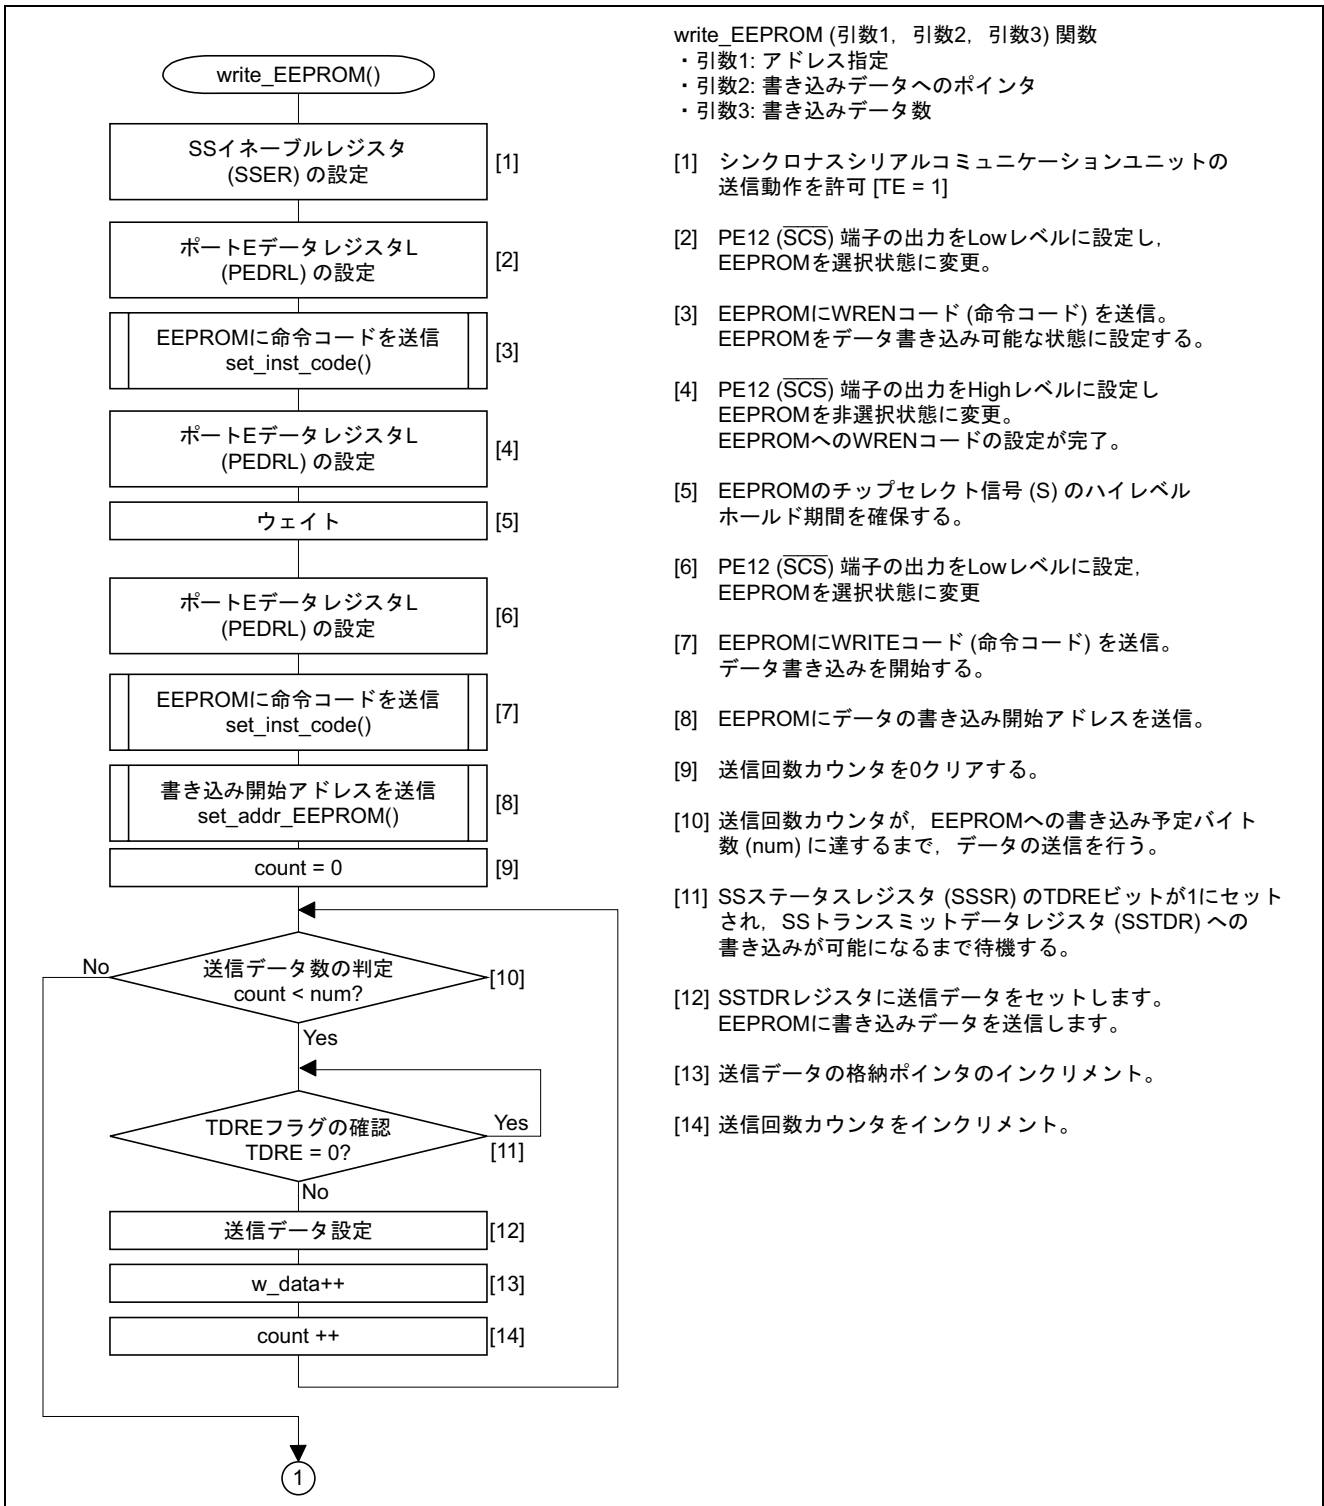 write_EEPROM()
SSイネーブルレジスタ
(SSER) の設定
[1]
ポートEデータレジスタL
(PEDRL) の設定
[2]
EEPROMに命令コードを送信
set_inst_code()
[3]
ポートEデータレジスタL
(PEDRL) の設定
[4]
ウェイト
[5]
ポートEデータレジスタL
(PEDRL) の設定
[6]
EEPROMに命令コードを送信
set_inst_code()
[7]
書き込み開始アドレスを送信
set_addr_EEPROM()
[8]
count = 0
[9]
No
送信データ数の判定
count < num?
[10]
Yes
TDREフラグの確認
TDRE = 0?
Yes
[11]
No
送信データ設定
[12]
w_data++
[13]
count ++
[14]
1
write_EEPROM (引数1, 引数2, 引数3) 関数
・引数1: アドレス指定
・引数2: 書き込みデータへのポインタ
・引数3: 書き込みデータ数
[1] シンクロナスシリアルコミュニケーションユニットの
送信動作を許可 [TE = 1]
[2] PE12 (S̅C̅S̅) 端子の出力をLowレベルに設定し,
EEPROMを選択状態に変更。
[3] EEPROMにWRENコード (命令コード) を送信。
EEPROMをデータ書き込み可能な状態に設定する。
[4] PE12 (S̅C̅S̅) 端子の出力をHighレベルに設定し
EEPROMを非選択状態に変更。
EEPROMへのWRENコードの設定が完了。
[5] EEPROMのチップセレクト信号 (S) のハイレベル
ホールド期間を確保する。
[6] PE12 (S̅C̅S̅) 端子の出力をLowレベルに設定,
EEPROMを選択状態に変更
[7] EEPROMにWRITEコード (命令コード) を送信。
データ書き込みを開始する。
[8] EEPROMにデータの書き込み開始アドレスを送信。
[9] 送信回数カウンタを0クリアする。
[10] 送信回数カウンタが, EEPROMへの書き込み予定バイト
数 (num) に達するまで, データの送信を行う。
[11] SSステータスレジスタ (SSSR) のTDREビットが1にセット
され, SSトランスミットデータレジスタ (SSTDR) への
書き込みが可能になるまで待機する。
[12] SSTDRレジスタに送信データをセットします。
EEPROMに書き込みデータを送信します。
[13] 送信データの格納ポインタのインクリメント。
[14] 送信回数カウンタをインクリメント。